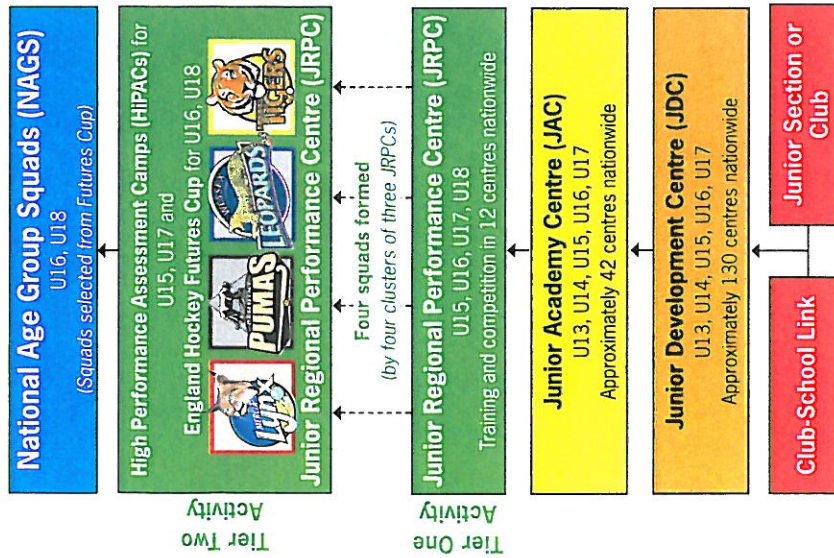 National Age Group Squads (NAGS)
U16, U18
(Squads selected from Futures Cup)
Tier Two
Activity
High Performance Assessment Camps (HiPACs) for
U15, U17 and
England Hockey Futures Cup for U16, U18
PUMAS
LEOPARDS
TIGERS
Junior Regional Performance Centre (JRPC)
Four squads formed
(by four clusters of three JRPCs)
Tier One
Activity
Junior Regional Performance Centre (JRPC)
U15, U16, U17, U18
Training and competition in 12 centres nationwide
Junior Academy Centre (JAC)
U13, U14, U15, U16, U17
Approximately 42 centres nationwide
Junior Development Centre (JDC)
U13, U14, U15, U16, U17
Approximately 130 centres nationwide
Club-School Link
Junior Section or
Club